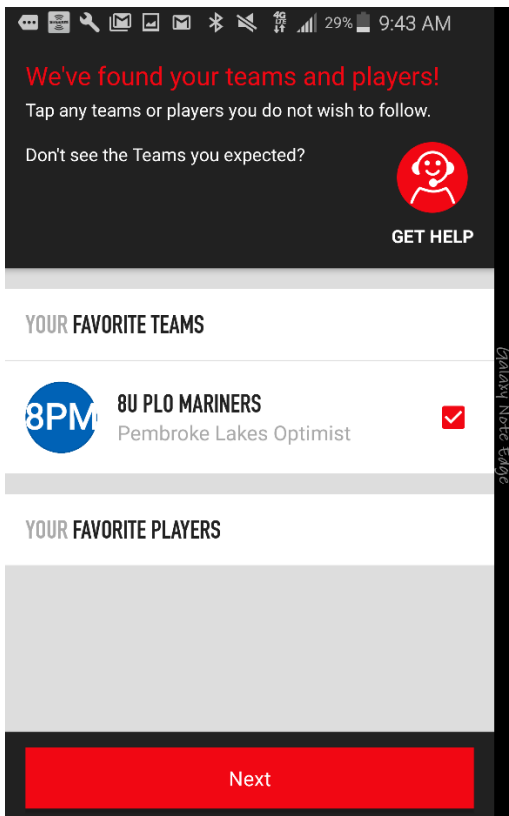 29% 9:43 AM
We've found your teams and players!
Tap any teams or players you do not wish to follow.
Don't see the Teams you expected?
GET HELP
YOUR FAVORITE TEAMS
8PM
8U PLO MARINERS
Pembroke Lakes Optimist
YOUR FAVORITE PLAYERS
Next
Galaxy Note Edge